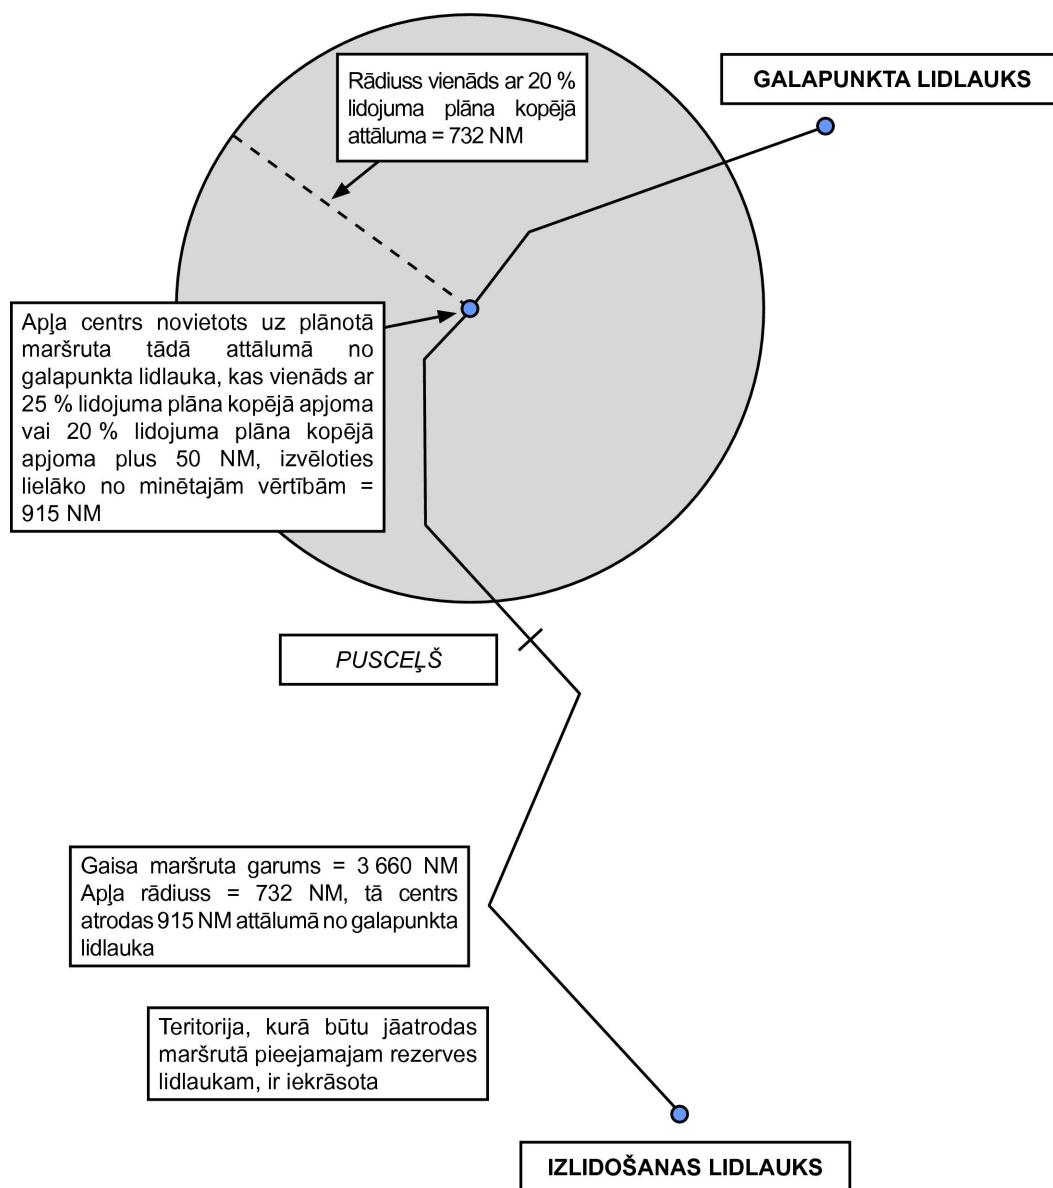 Rādiuss vienāds ar 20 %
lidojuma plāna kopējā
attāluma = 732 NM
GALAPUNKTA LIDLAUKS
Apļa centrs novietots uz plānotā
maršruta tādā attālumā no
galapunkta lidlauka, kas vienāds ar
25 % lidojuma plāna kopējā apjoma
vai 20 % lidojuma plāna kopējā
apjoma plus 50 NM, izvēloties
lielāko no minētajām vērtībām =
915 NM
PUSCEĻŠ
Gaisa maršruta garums = 3 660 NM
Apļa rādiuss = 732 NM, tā centrs
atrodas 915 NM attālumā no galapunkta
lidlauka
Teritorija, kurā būtu jāatrodas
maršrutā pieejamajam rezerves
lidlaukam, ir iekrāsota
IZLIDOŠANAS LIDLAUKS